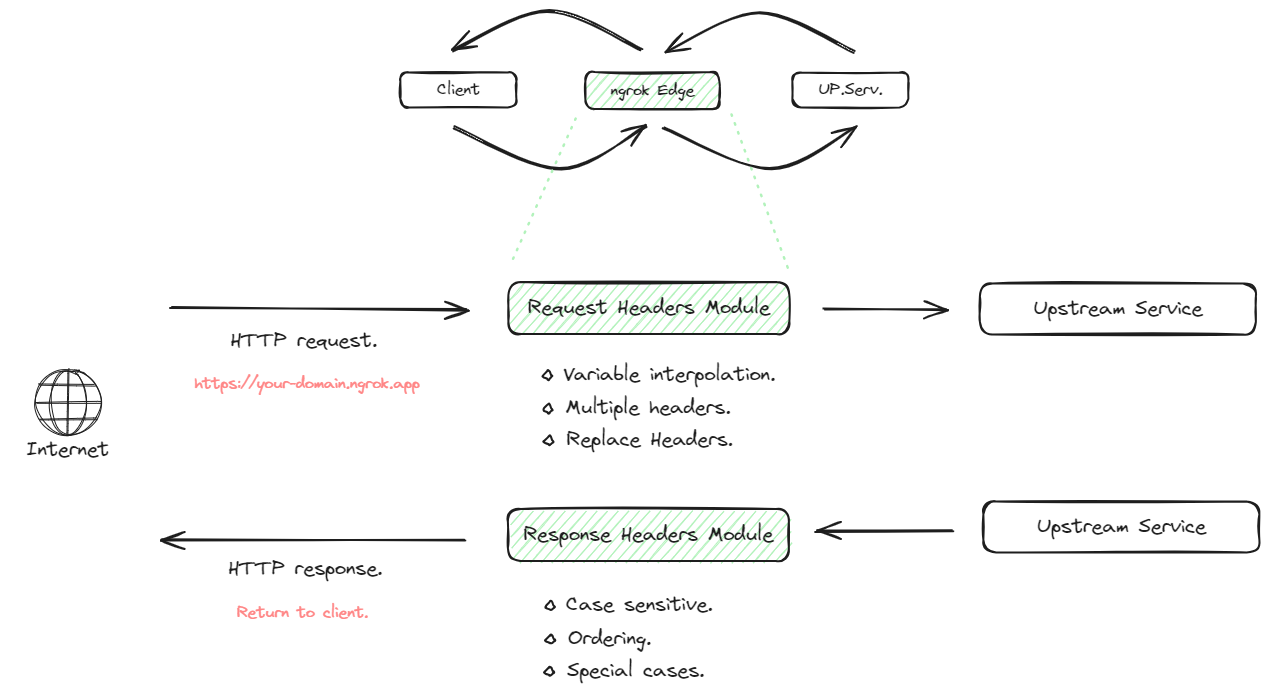 Client
ngrok Edge
UP.Serv.
Request Headers Module
Upstream Service
HTTP request.
https://your-domain.ngrok.app
Variable interpolation.
Multiple headers.
Replace Headers.
Internet
Response Headers Module
Upstream Service
HTTP response.
Return to client.
Case sensitive.
Ordering.
Special cases.